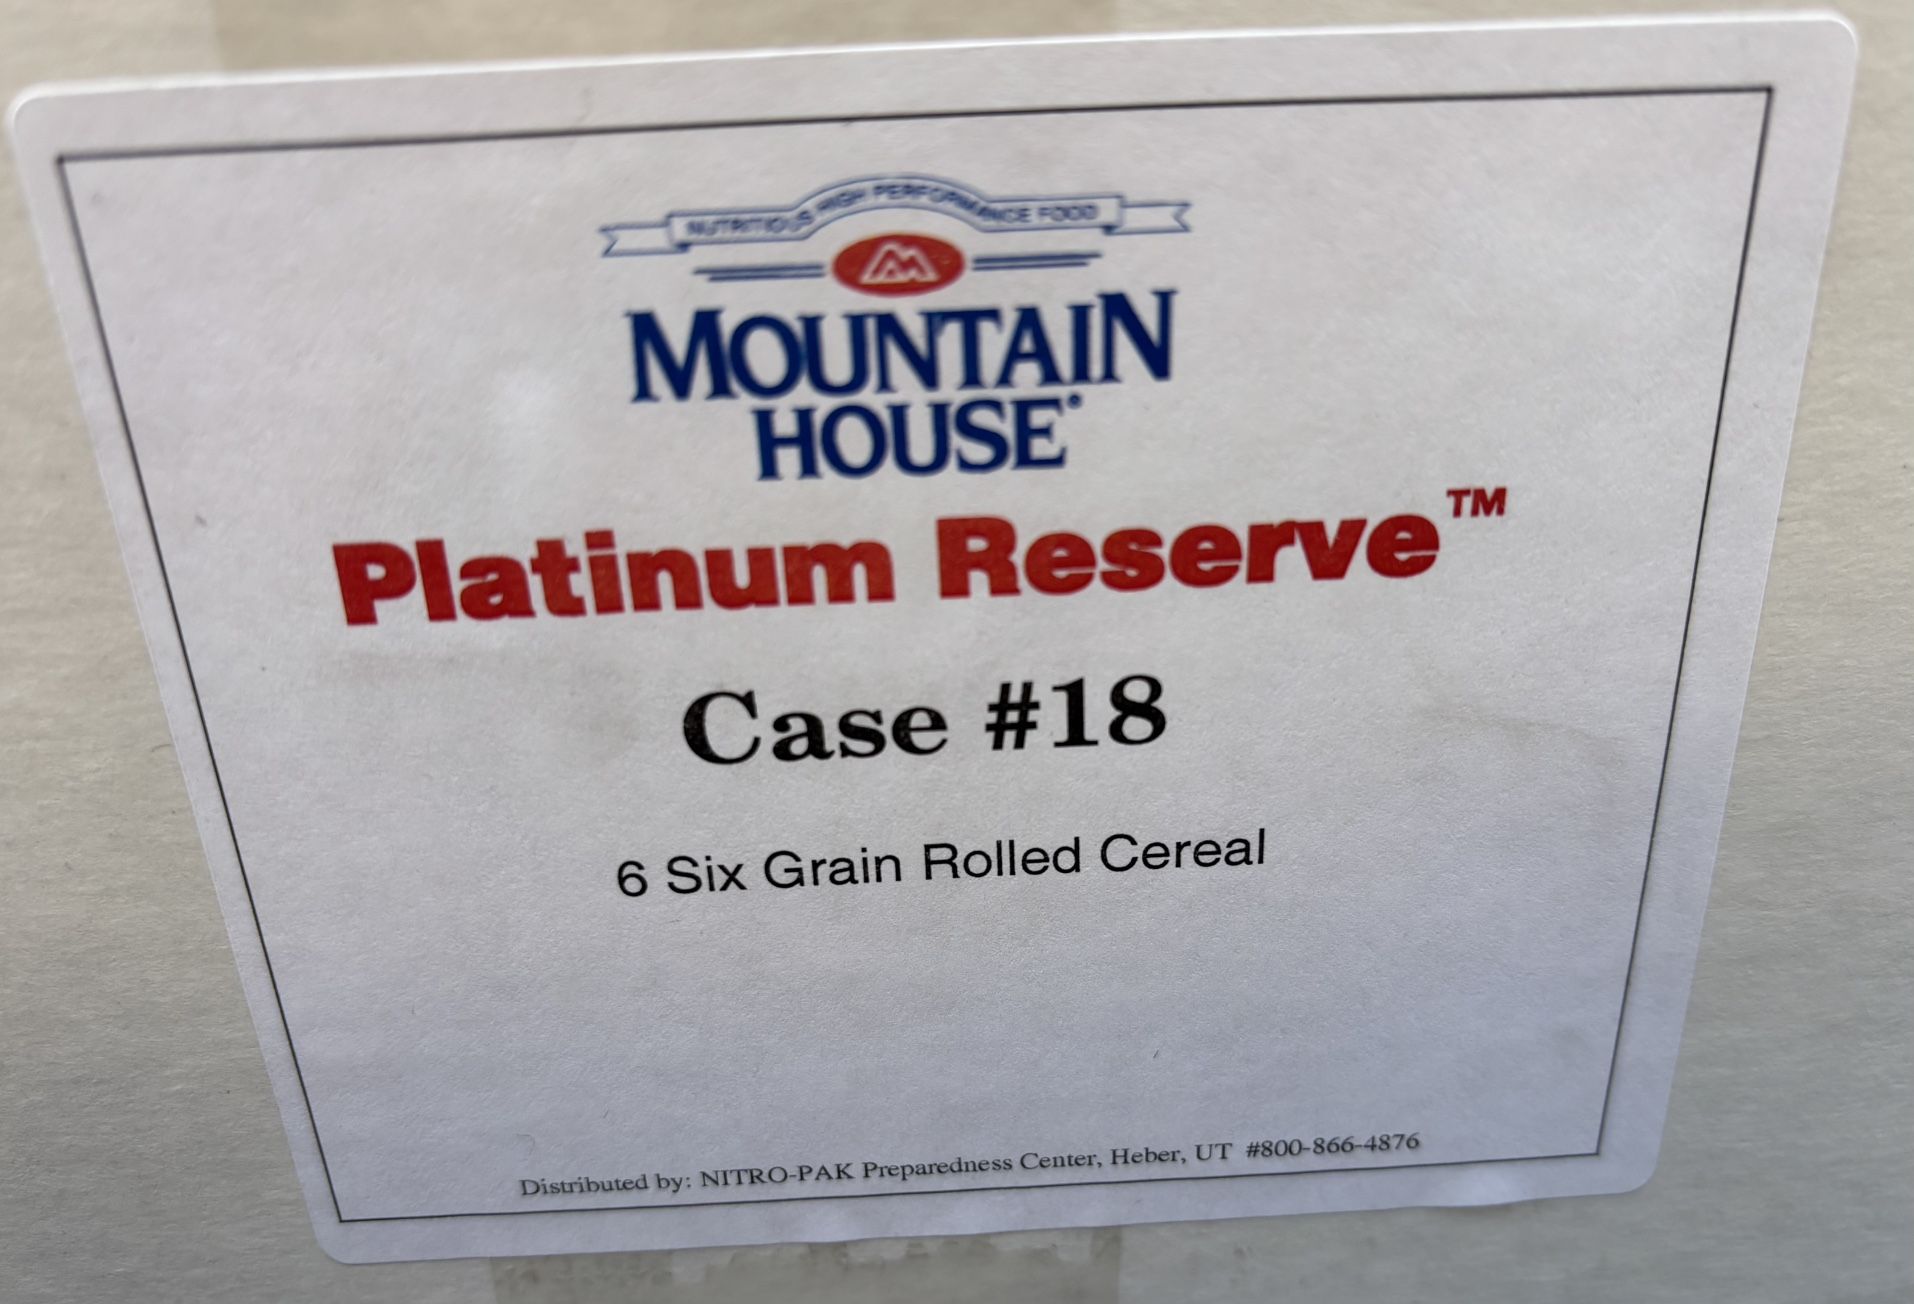 NUTRITIOUS HIGH PERFORMANCE FOOD
M
MOUNTAIN
HOUSE®
Platinum Reserve™
Case #18
6 Six Grain Rolled Cereal
Distributed by: NITRO-PAK Preparedness Center, Heber, UT #800-866-4876